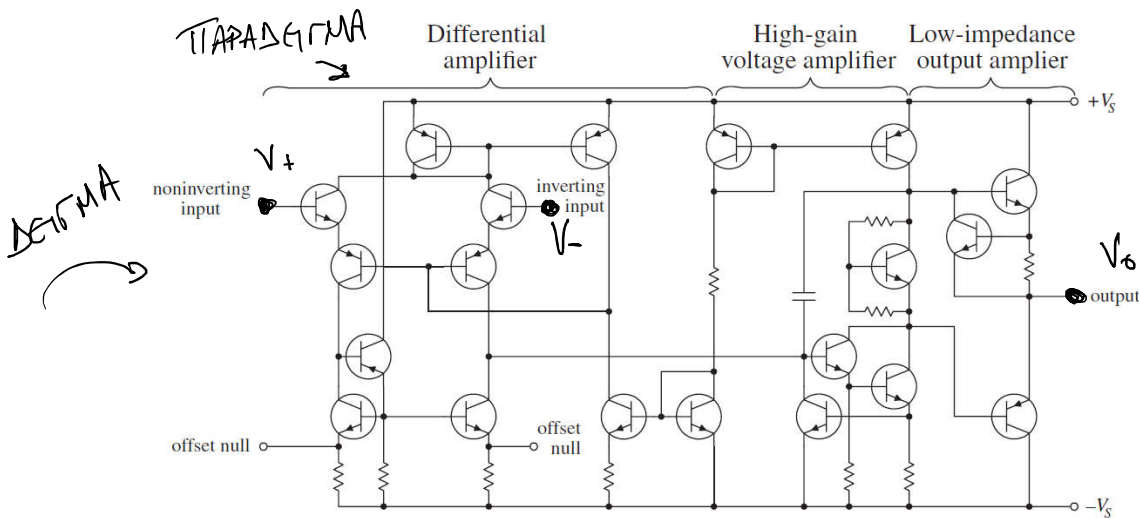 ΠΑΡΑΔΕΙΓΜΑ
Differential
amplifier
High-gain
voltage amplifier
Low-impedance
output amplier
+V_S
V+
noninverting
input
inverting
input
V-
ΔΕΙΓΜΑ
Vo
output
offset null
offset
null
-V_S